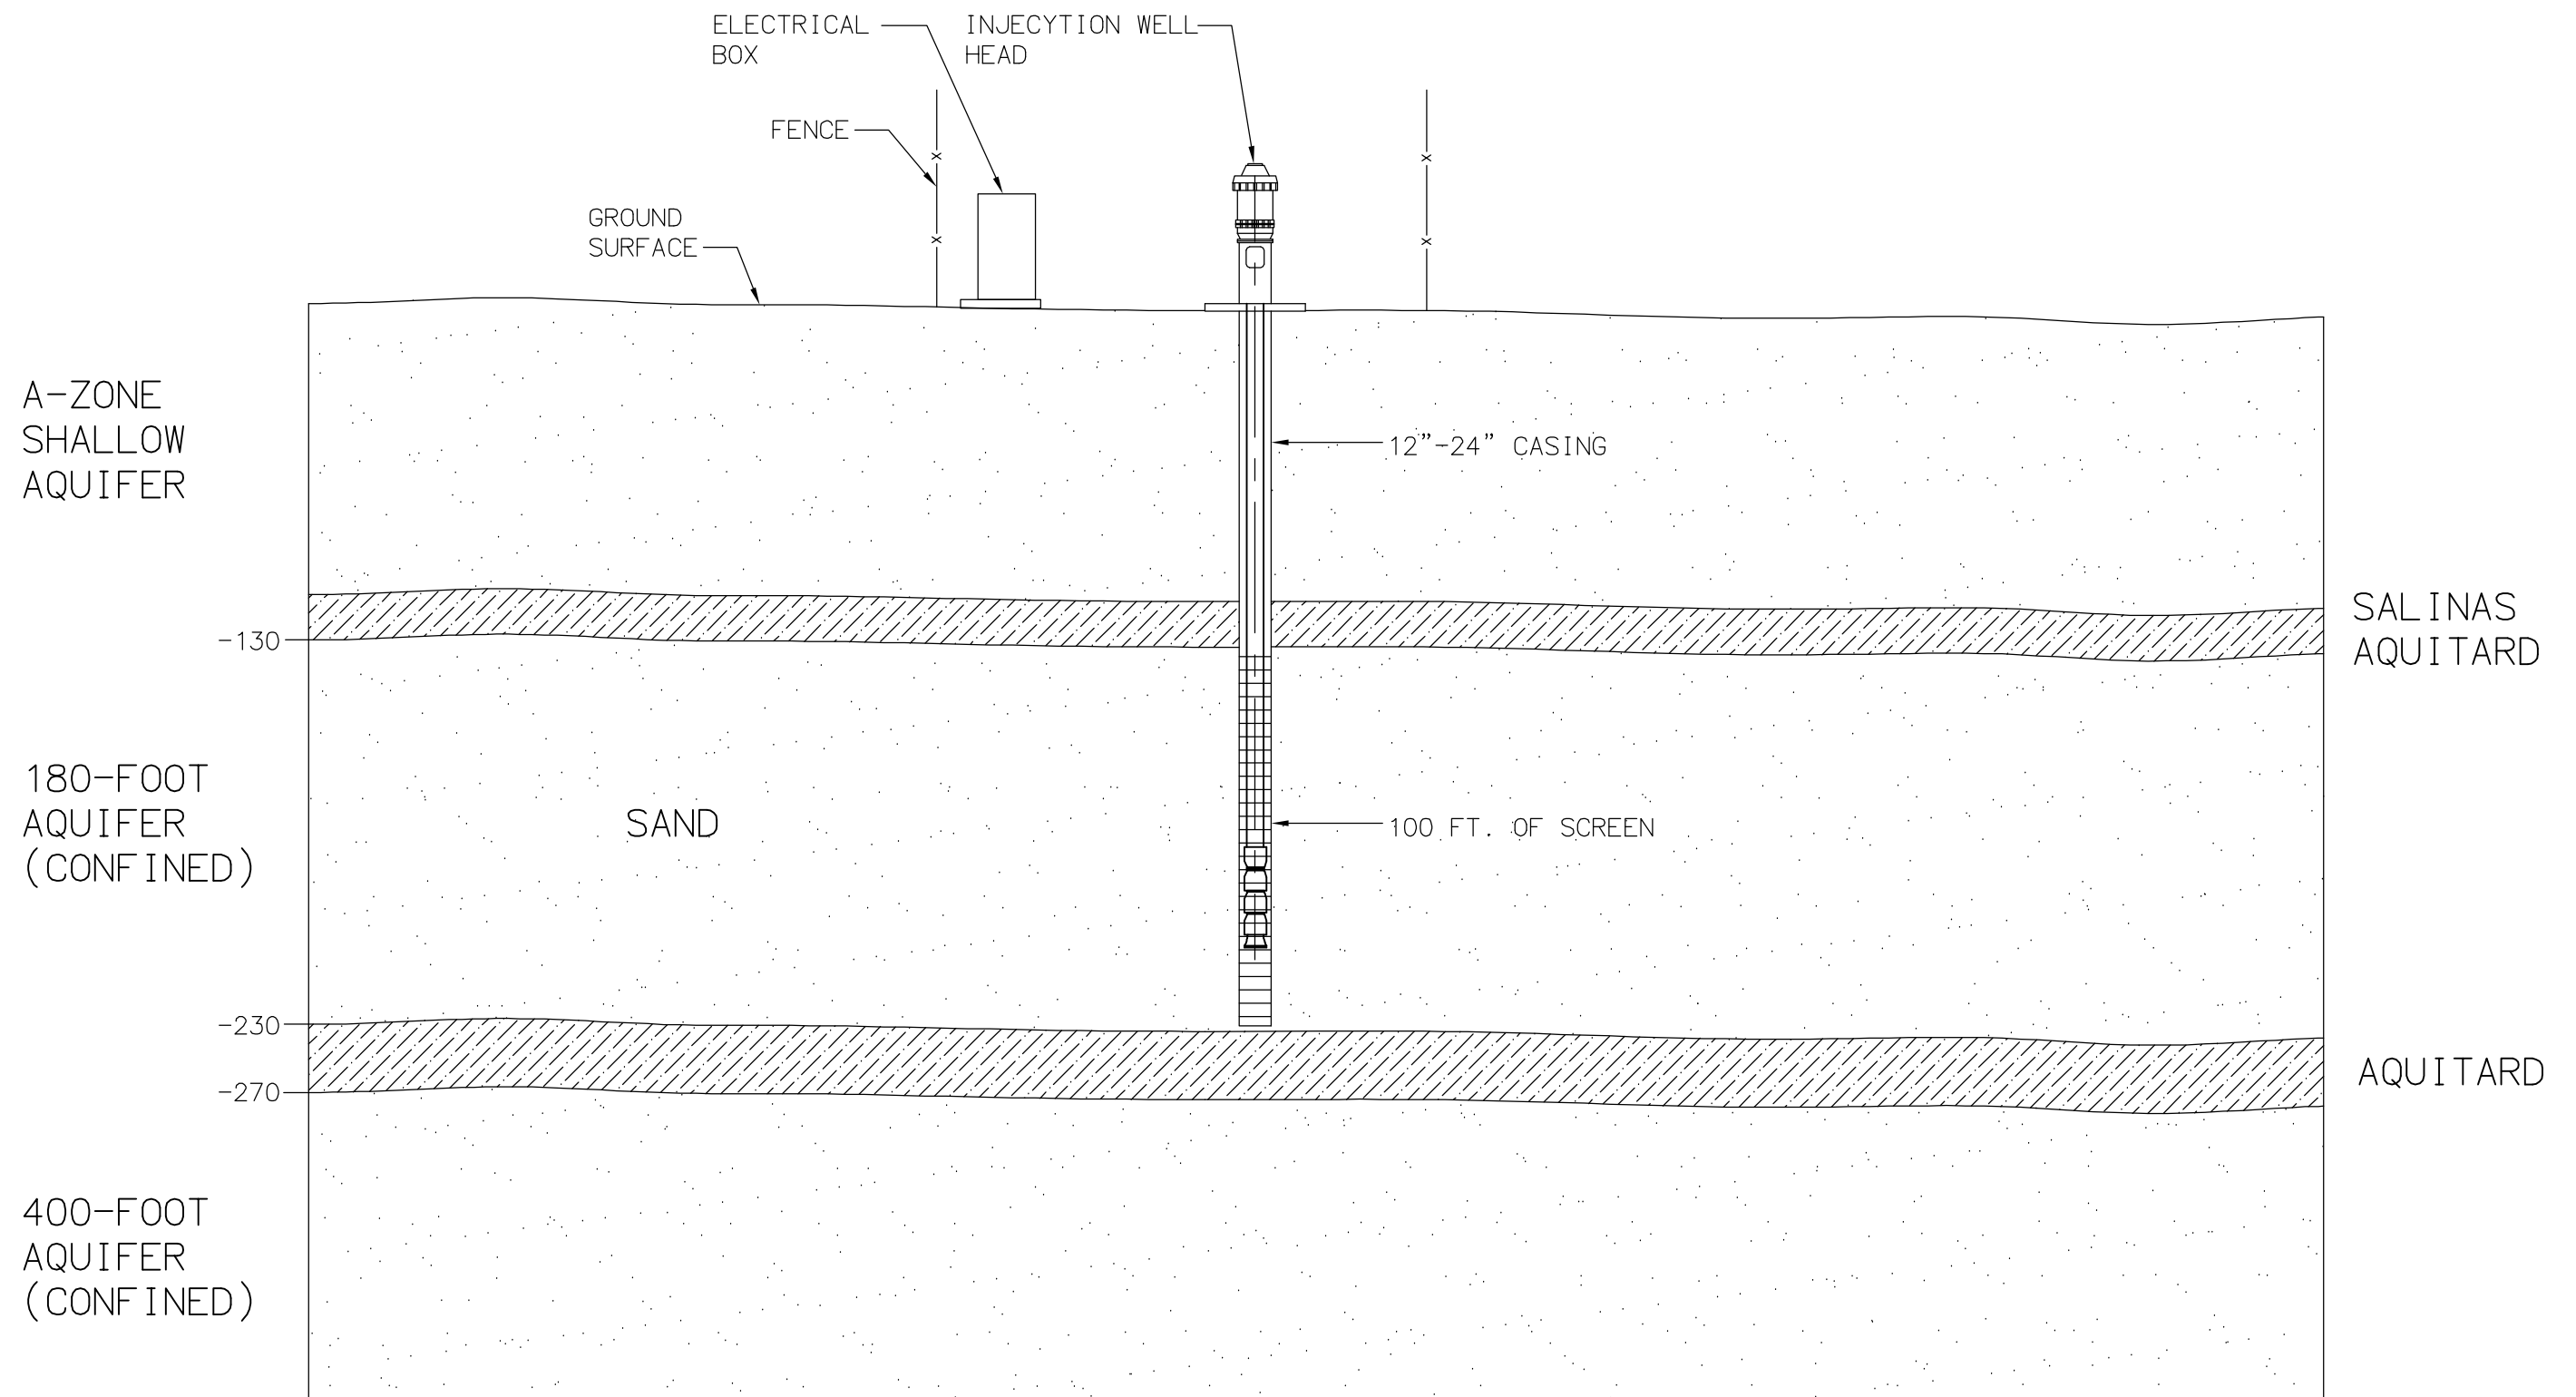 ELECTRICAL
BOX
INJECYTION WELL
HEAD
FENCE
GROUND
SURFACE
A-ZONE
SHALLOW
AQUIFER
12”-24” CASING
-130
SALINAS
AQUITARD
180-FOOT
AQUIFER
(CONFINED)
SAND
100 FT. OF SCREEN
-230
-270
AQUITARD
400-FOOT
AQUIFER
(CONFINED)